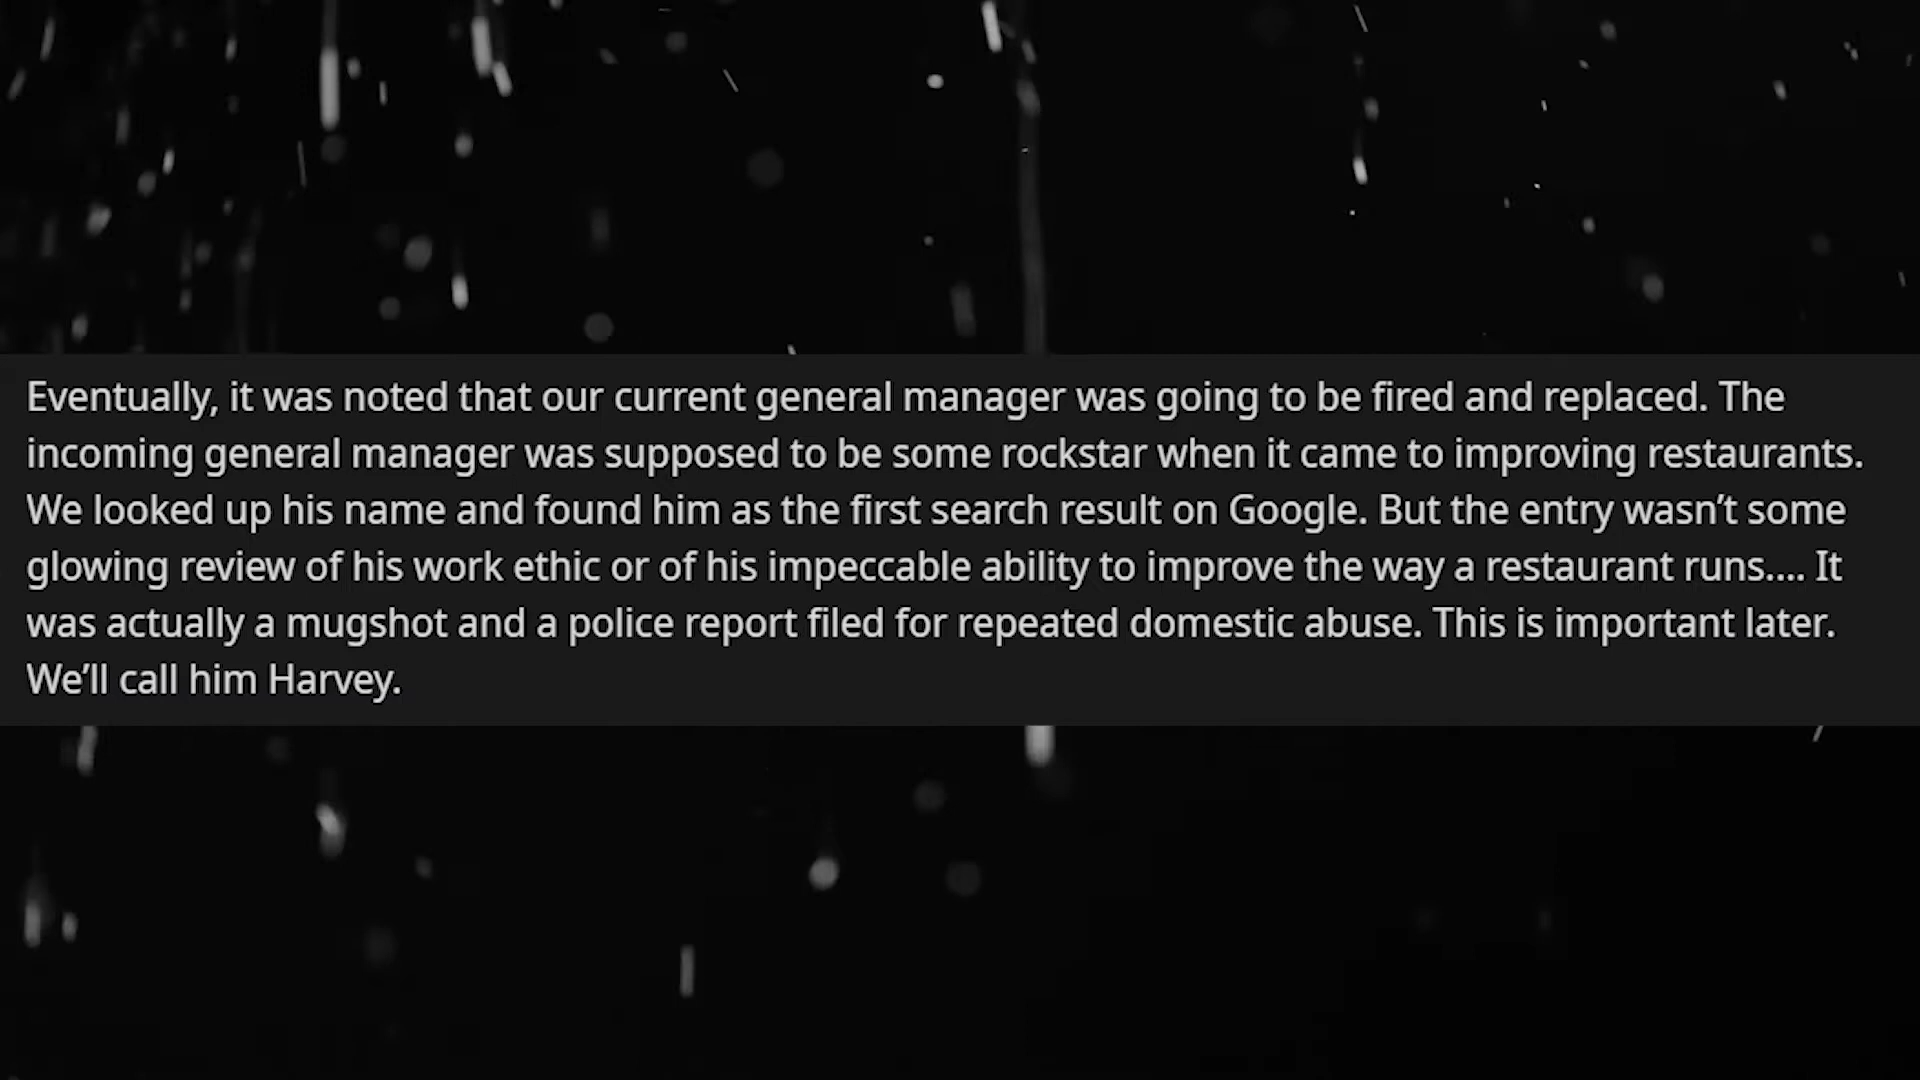 Eventually, it was noted that our current general manager was going to be fired and replaced. The
incoming general manager was supposed to be some rockstar when it came to improving restaurants.
We looked up his name and found him as the first search result on Google. But the entry wasn’t some
glowing review of his work ethic or of his impeccable ability to improve the way a restaurant runs.... It
was actually a mugshot and a police report filed for repeated domestic abuse. This is important later.
We’ll call him Harvey.